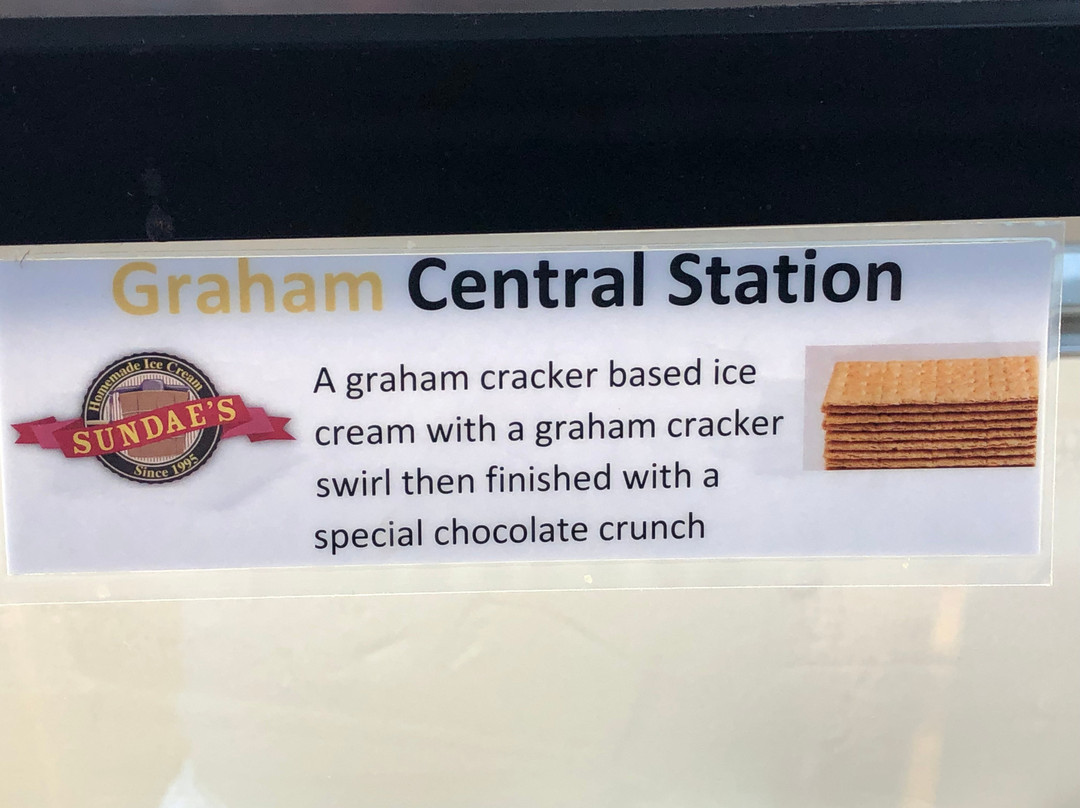 Graham Central Station
Homemade Ice Cream
SUNDAE'S
Since 1995
A graham cracker based ice
cream with a graham cracker
swirl then finished with a
special chocolate crunch